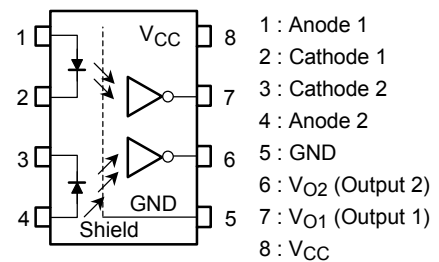 1
2
3
4
VCC
GND
Shield
8
7
6
5
1 : Anode 1
2 : Cathode 1
3 : Cathode 2
4 : Anode 2
5 : GND
6 : VO2 (Output 2)
7 : VO1 (Output 1)
8 : VCC